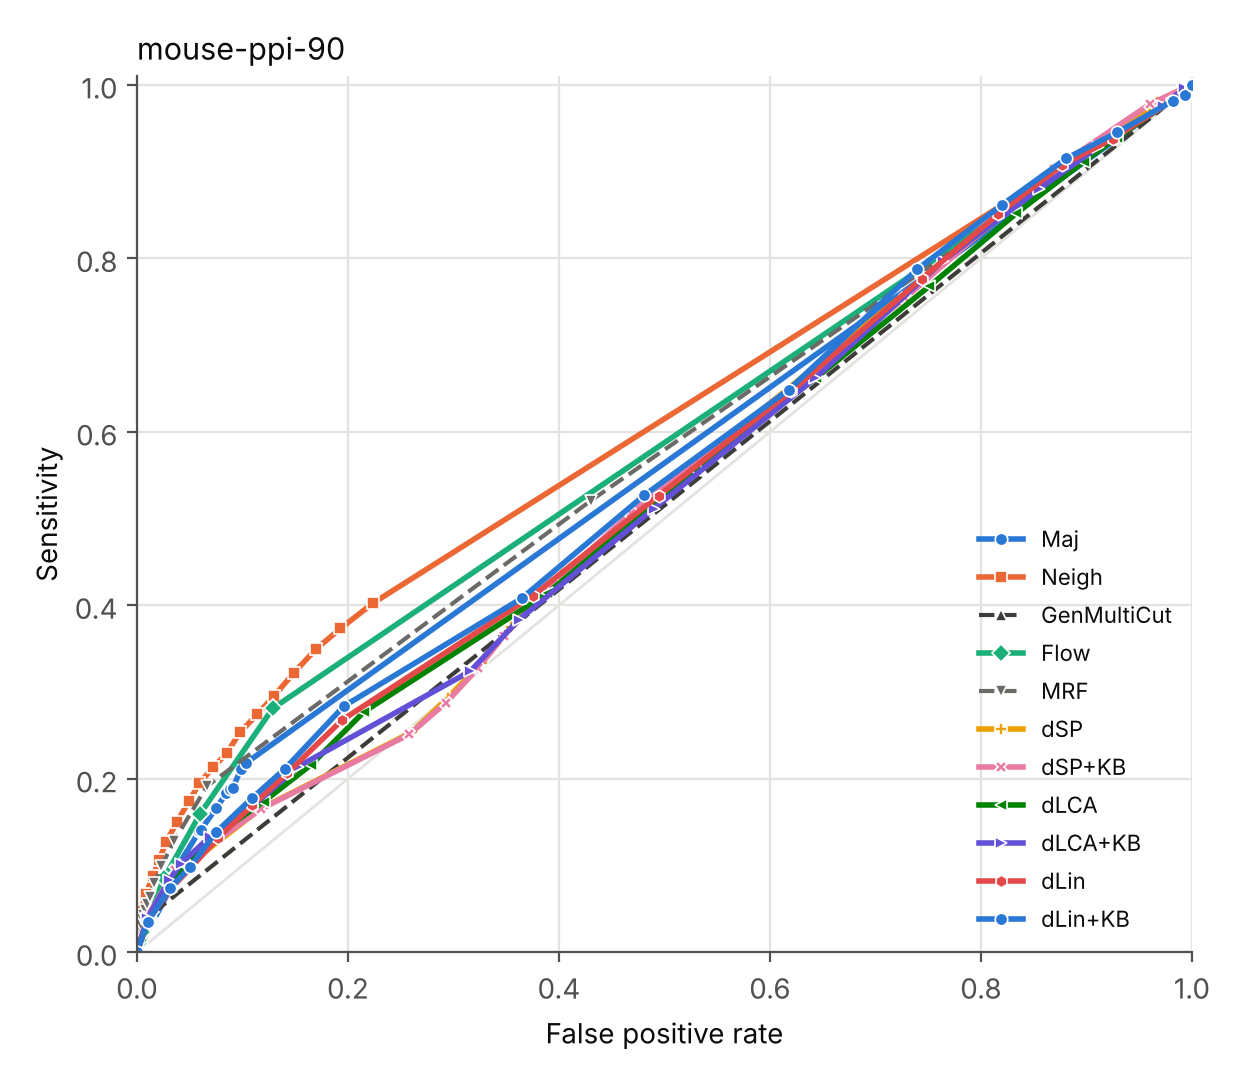 mouse-ppi-90
1.0
0.8
0.6
0.4
0.2
0.0
Sensitivity
Maj
Neigh
GenMultiCut
Flow
MRF
dSP
dSP+KB
dLCA
dLCA+KB
dLin
dLin+KB
0.0 0.2 0.4 0.6 0.8 1.0
False positive rate